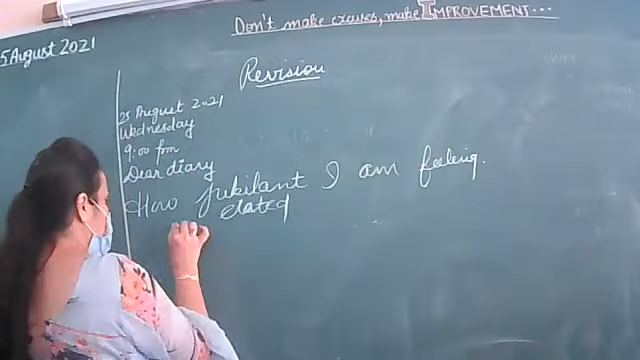 Don't make excuses, make IMPROVEMENT...
5 August 2021
Revision
25 August 2021
Wednesday
9:00 pm
Dear diary
How jubilant I am feeling.
elated